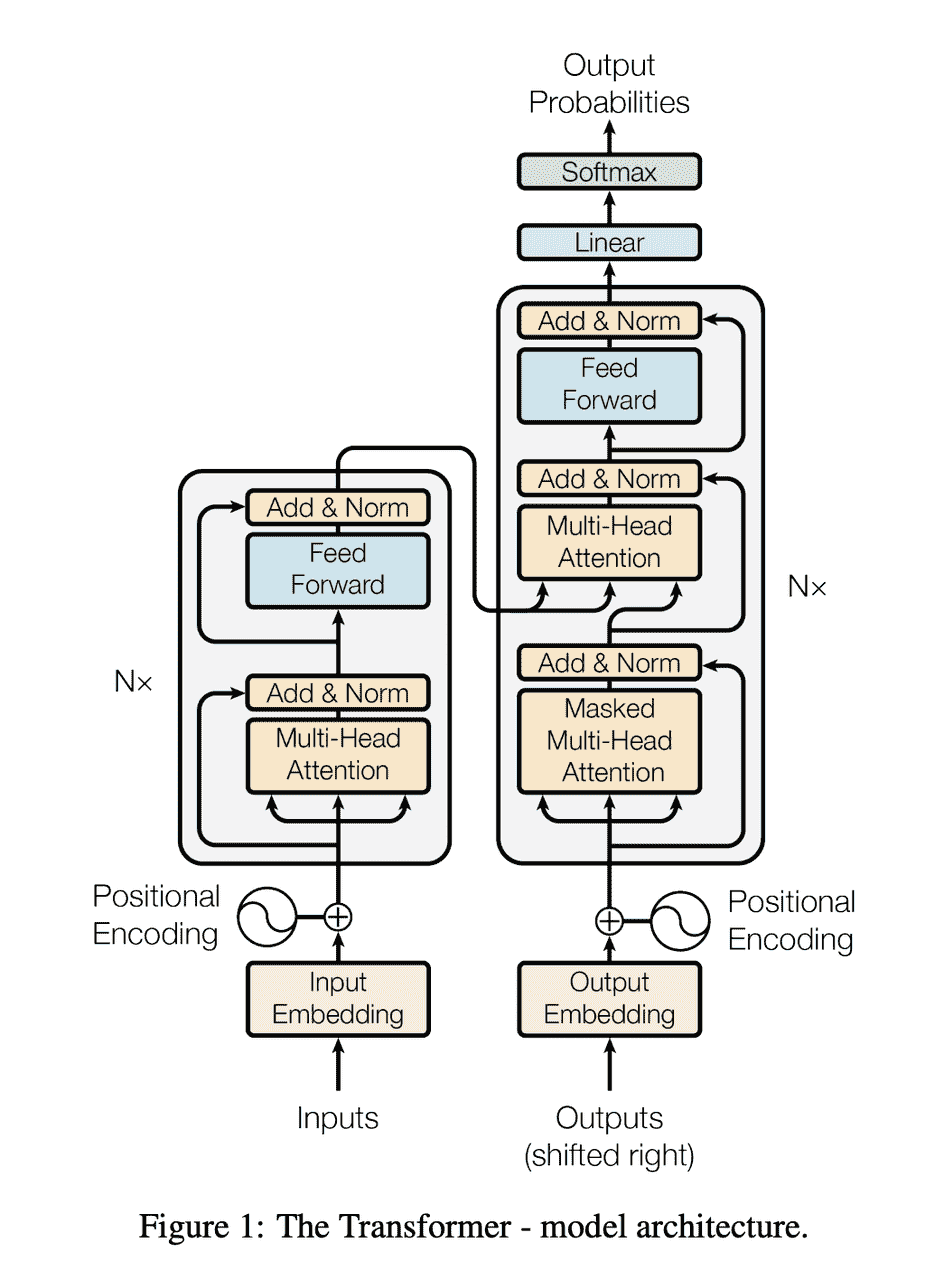 Output
Probabilities
Softmax
Linear
Add & Norm
Feed
Forward
Add & Norm
Multi-Head
Attention
Add & Norm
Masked
Multi-Head
Attention
N×
Add & Norm
Feed
Forward
Add & Norm
Multi-Head
Attention
N×
Positional
Encoding
Positional
Encoding
Input
Embedding
Output
Embedding
Inputs
Outputs
(shifted right)
Figure 1: The Transformer - model architecture.